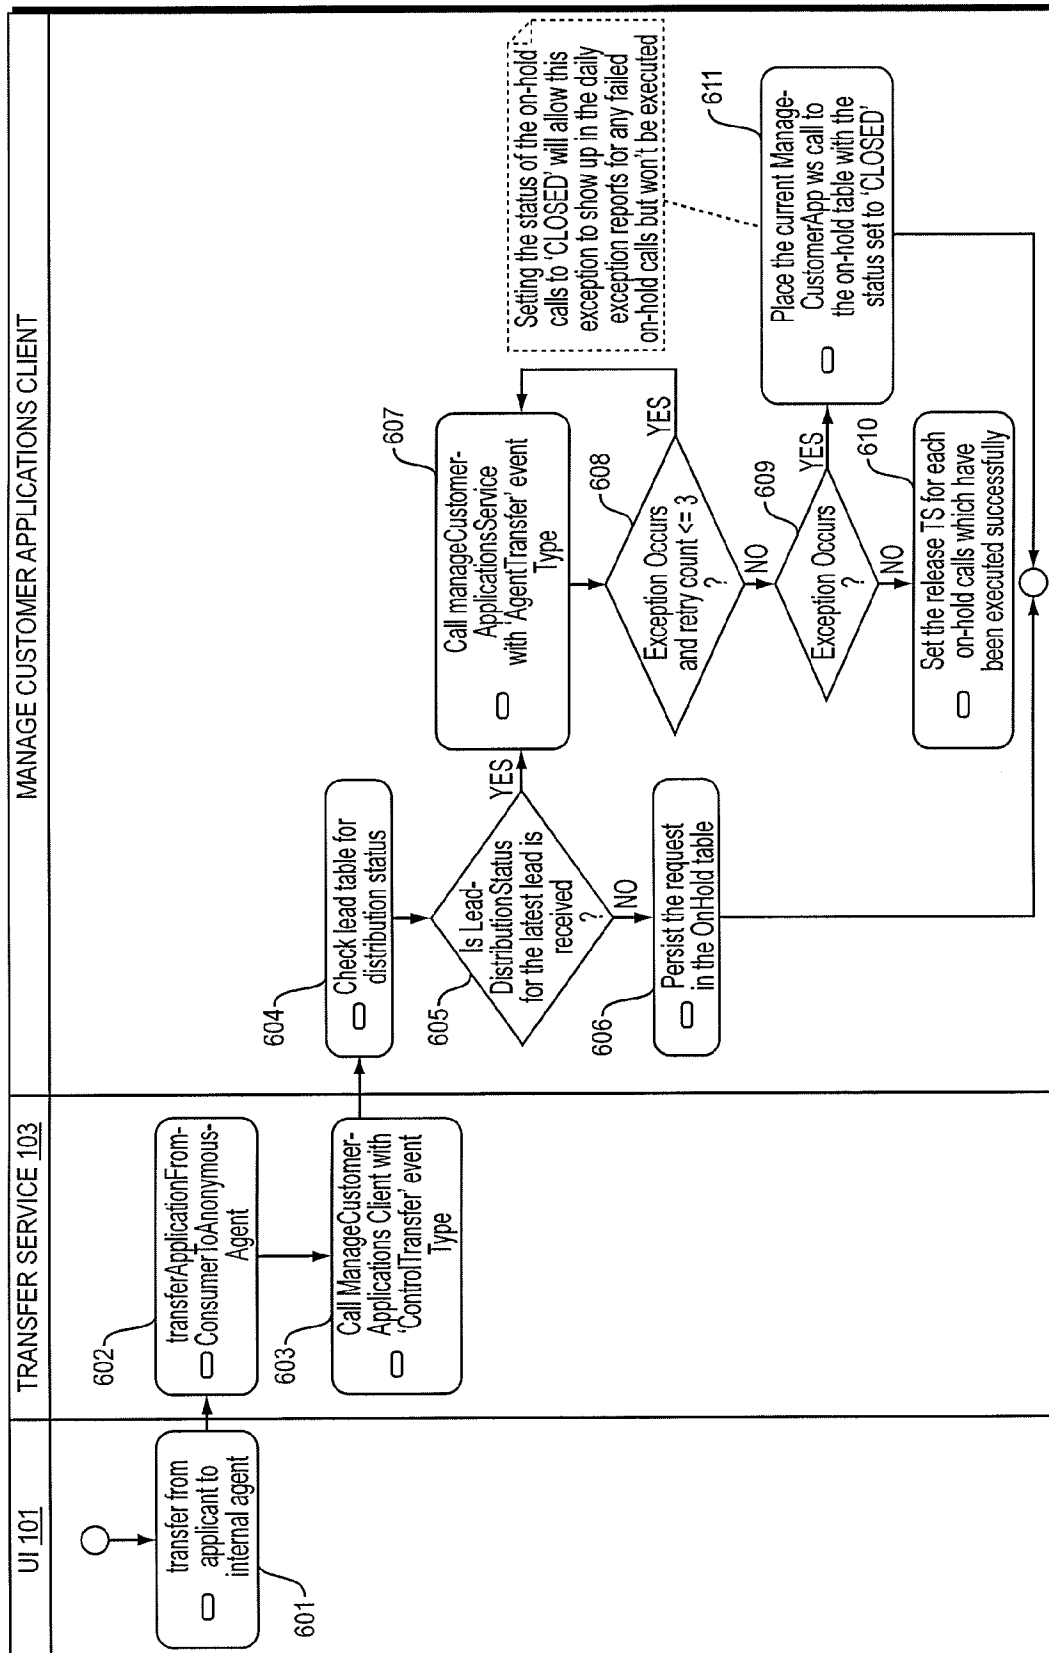 UI 101
TRANSFER SERVICE 103
MANAGE CUSTOMER APPLICATIONS CLIENT
transfer from
applicant to
internal agent
601
602
transferApplicationFrom-
ConsumerToAnonymous-
Agent
603
Call ManageCustomer-
Applications Client with
‘ControlTransfer’ event
Type
604
Check lead table for
distribution status
605
Is Lead-
DistributionStatus
for the latest lead is
received
?
YES
NO
606
Persist the request
in the OnHold table
607
Call manageCustomer-
ApplicationsService
with ‘AgentTransfer’ event
Type
608
Exception Occurs
and retry count <= 3
?
YES
NO
609
Exception Occurs
?
YES
NO
610
Set the release TS for each
on-hold calls which have
been executed successfully
611
Place the current Manage-
CustomerApp ws call to
the on-hold table with the
status set to ‘CLOSED’
Setting the status of the on-hold
calls to ‘CLOSED’ will allow this
exception to show up in the daily
exception reports for any failed
on-hold calls but won’t be executed